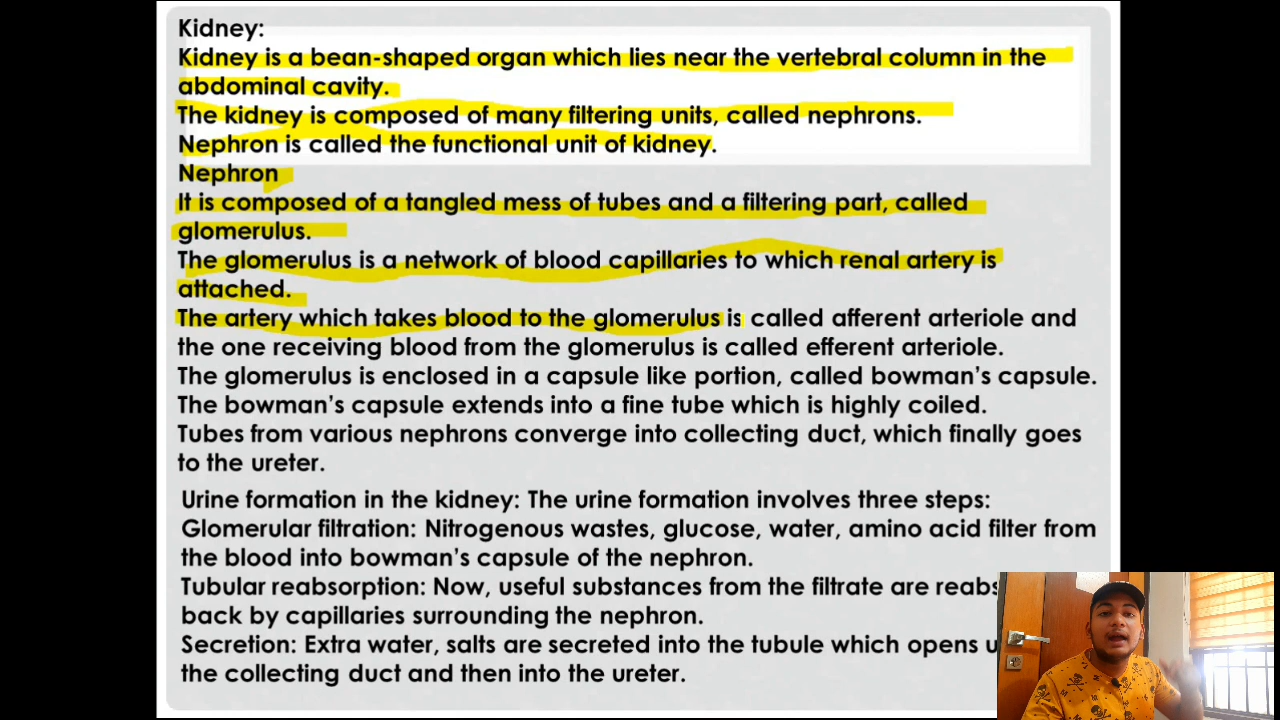 Kidney:
Kidney is a bean-shaped organ which lies near the vertebral column in the
abdominal cavity.
The kidney is composed of many filtering units, called nephrons.
Nephron is called the functional unit of kidney.
Nephron
It is composed of a tangled mess of tubes and a filtering part, called
glomerulus.
The glomerulus is a network of blood capillaries to which renal artery is
attached.
The artery which takes blood to the glomerulus is called afferent arteriole and
the one receiving blood from the glomerulus is called efferent arteriole.
The glomerulus is enclosed in a capsule like portion, called bowman’s capsule.
The bowman’s capsule extends into a fine tube which is highly coiled.
Tubes from various nephrons converge into collecting duct, which finally goes
to the ureter.
Urine formation in the kidney: The urine formation involves three steps:
Glomerular filtration: Nitrogenous wastes, glucose, water, amino acid filter from
the blood into bowman’s capsule of the nephron.
Tubular reabsorption: Now, useful substances from the filtrate are
back by capillaries surrounding the nephron.
Secretion: Extra water, salts are secreted into the tubule which opens
the collecting duct and then into the ureter.